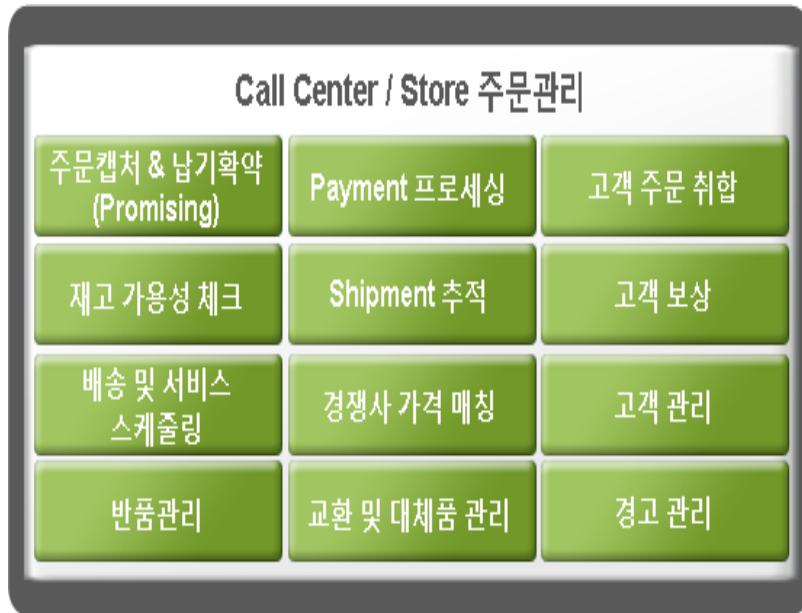 Call Center / Store 주문관리
주문캡처 & 납기확약
(Promising)
Payment 프로세싱
고객 주문 취합
재고 가용성 체크
Shipment 추적
고객 보상
배송 및 서비스
스케줄링
경쟁사 가격 매칭
고객 관리
반품관리
교환 및 대체품 관리
경고 관리